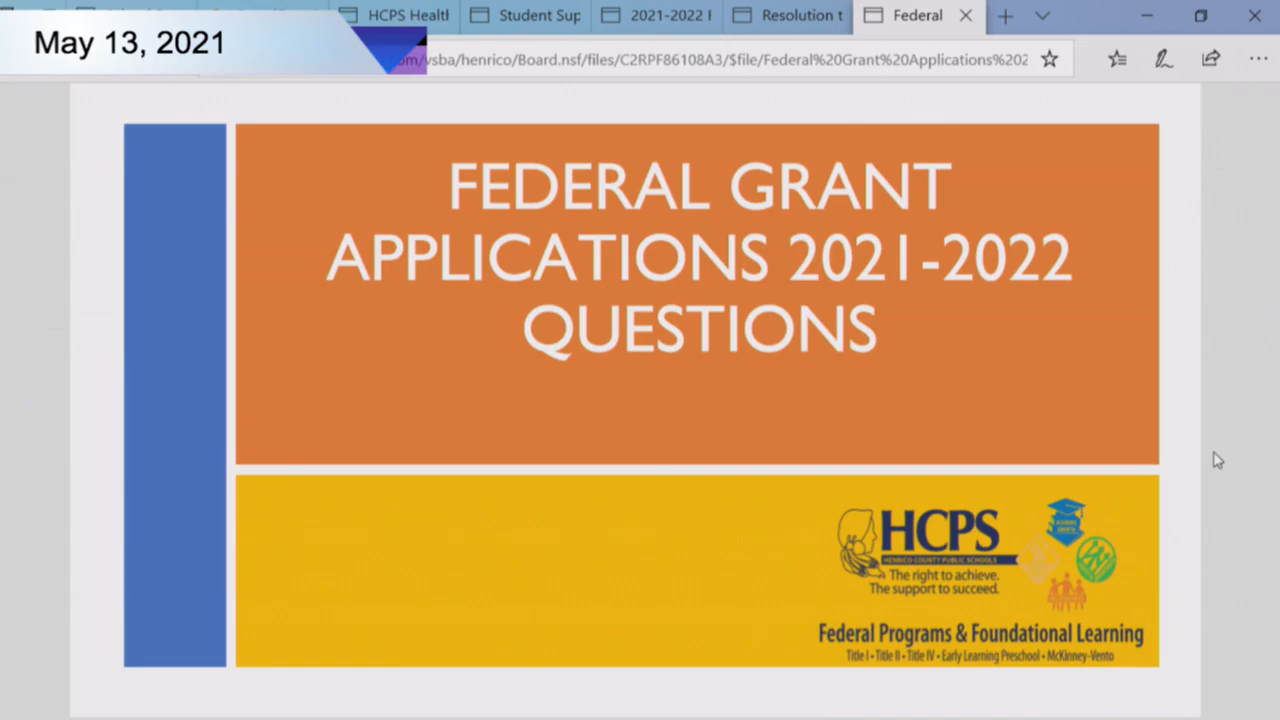 May 13, 2021
HCPS Healt
Student Sup
2021-2022 I
Resolution t
Federal
om/vsba/henrico/Board.nsf/files/C2RPF86108A3/$file/Federal%20Grant%20Applications%202
FEDERAL GRANT
APPLICATIONS 2021-2022
QUESTIONS
HCPS
HENRICO COUNTY PUBLIC SCHOOLS
The right to achieve.
The support to succeed.
Federal Programs & Foundational Learning
Title I • Title II • Title IV • Early Learning Preschool • McKinney-Vento